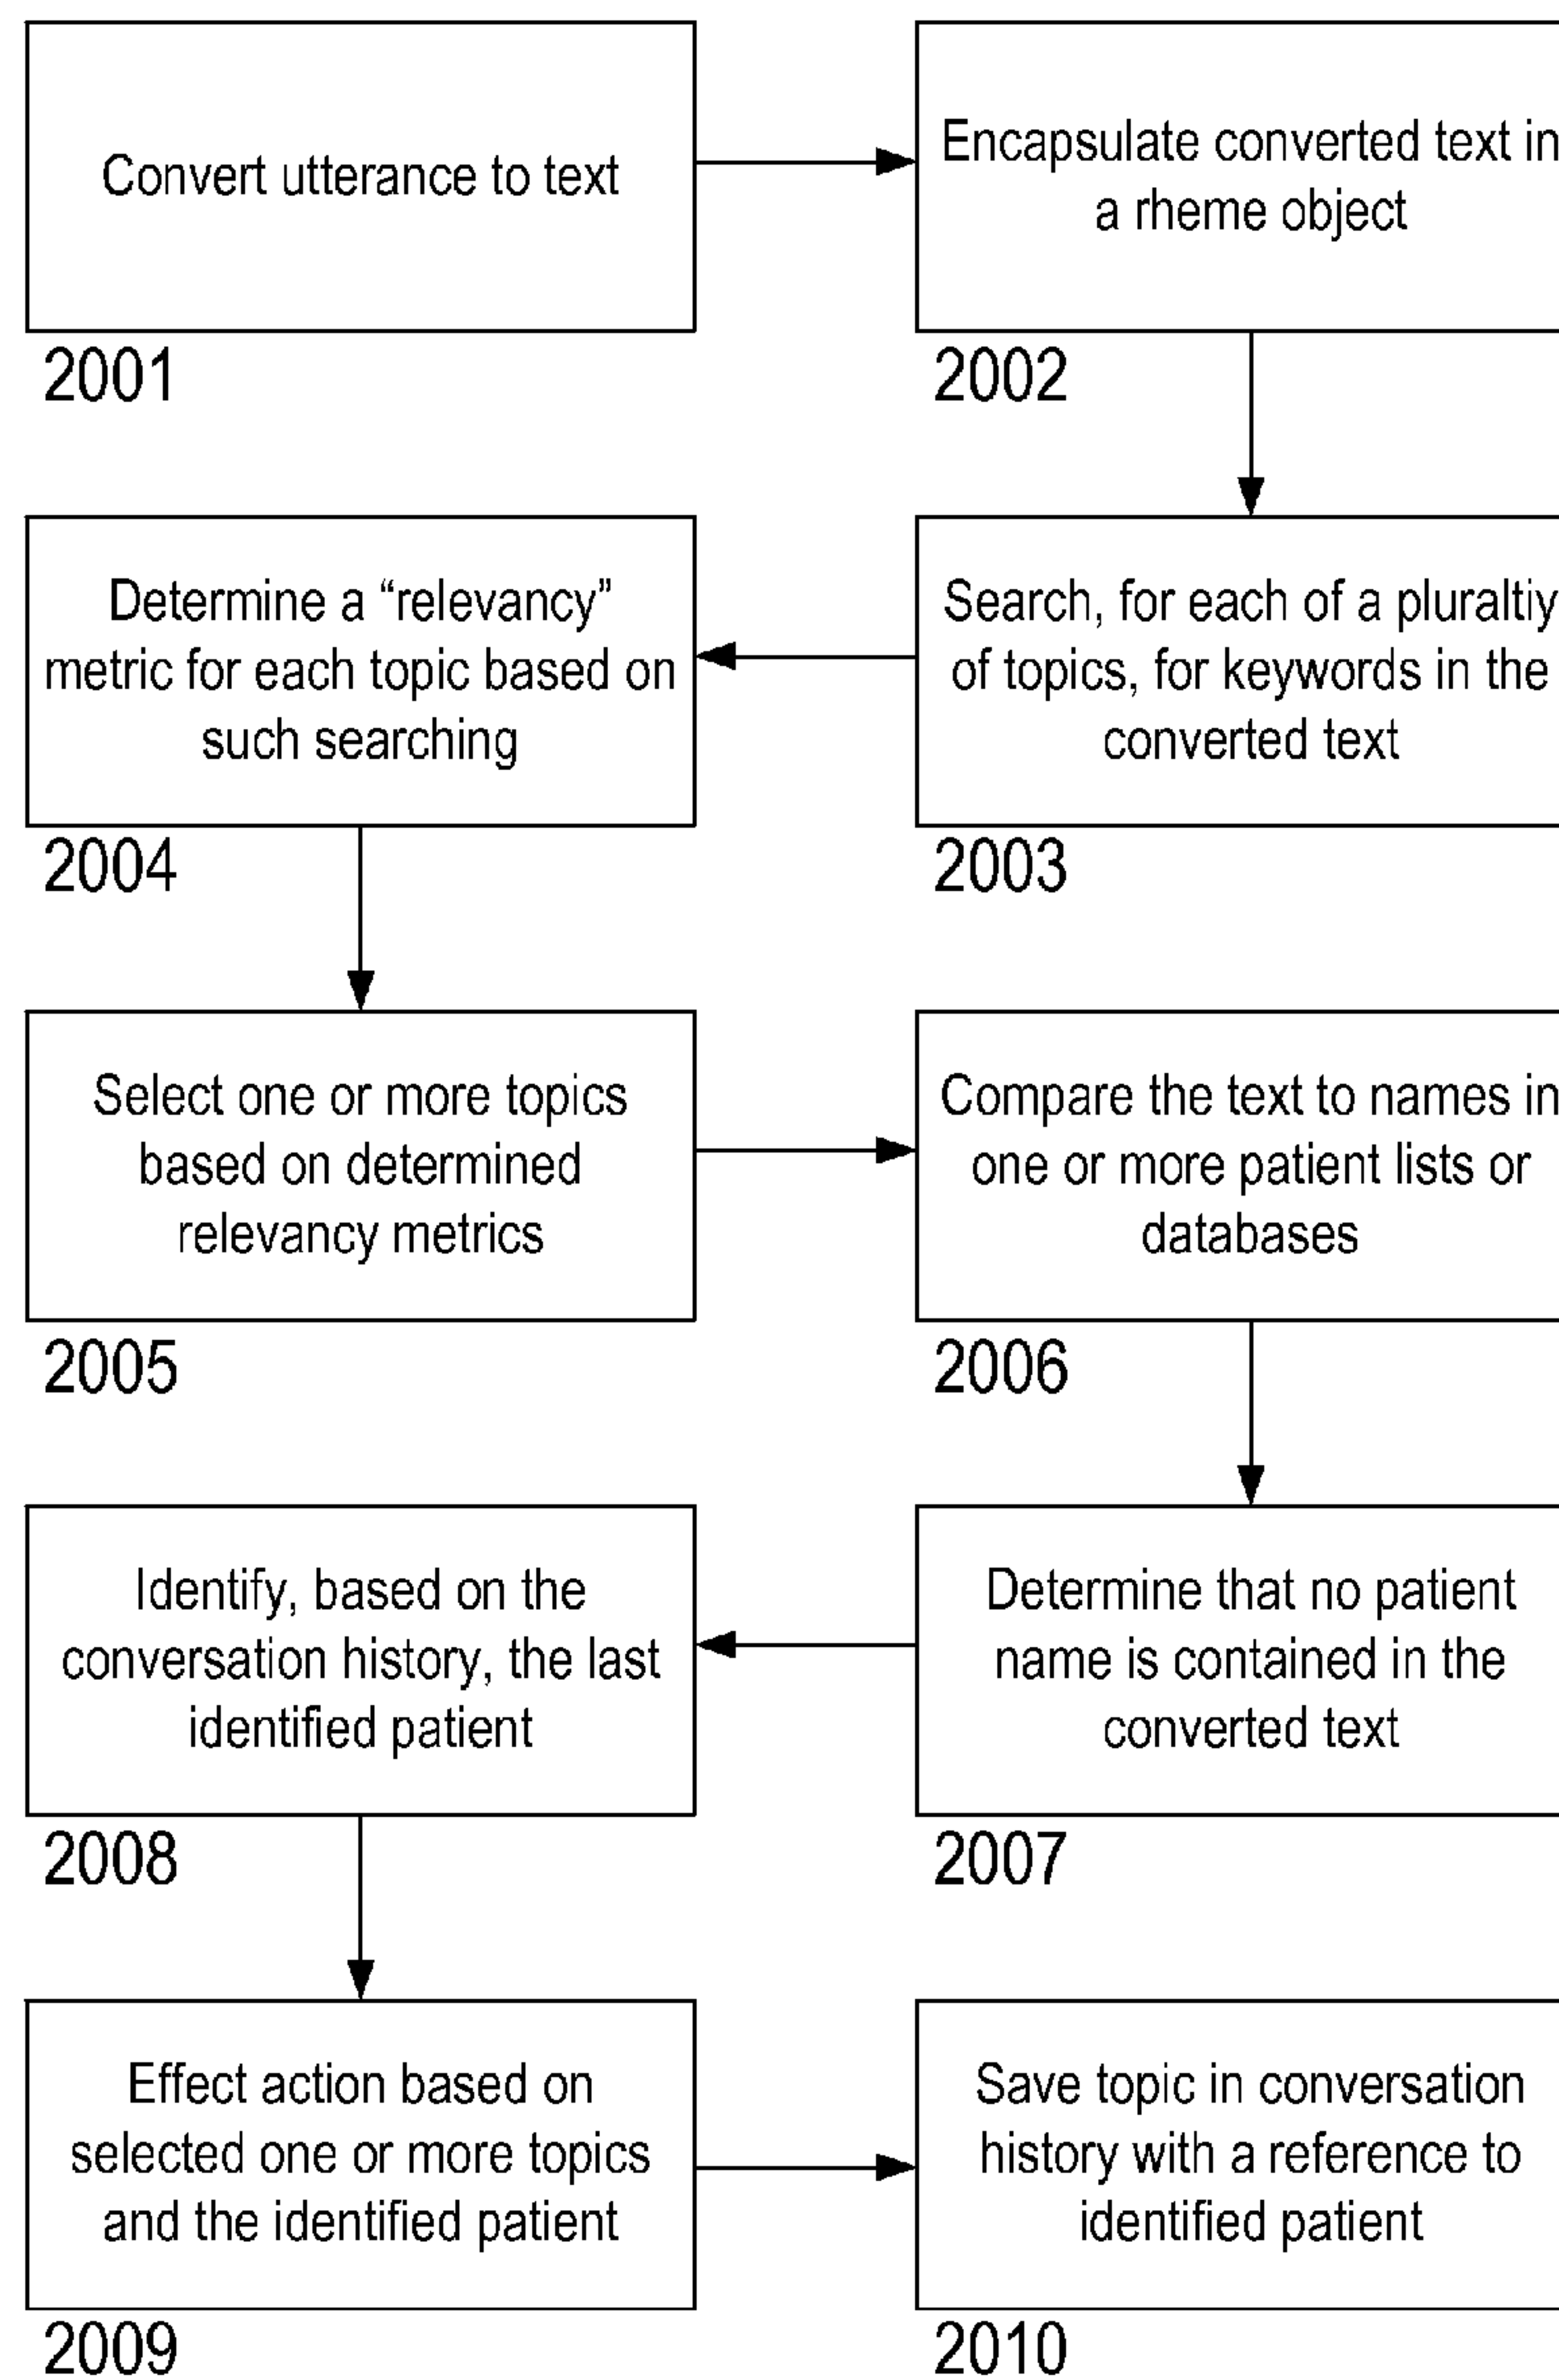 Convert utterance to text
2001
Encapsulate converted text in
a rheme object
2002
Search, for each of a pluraltiy
of topics, for keywords in the
converted text
2003
Determine a “relevancy”
metric for each topic based on
such searching
2004
Select one or more topics
based on determined
relevancy metrics
2005
Compare the text to names in
one or more patient lists or
databases
2006
Determine that no patient
name is contained in the
converted text
2007
Identify, based on the
conversation history, the last
identified patient
2008
Effect action based on
selected one or more topics
and the identified patient
2009
Save topic in conversation
history with a reference to
identified patient
2010